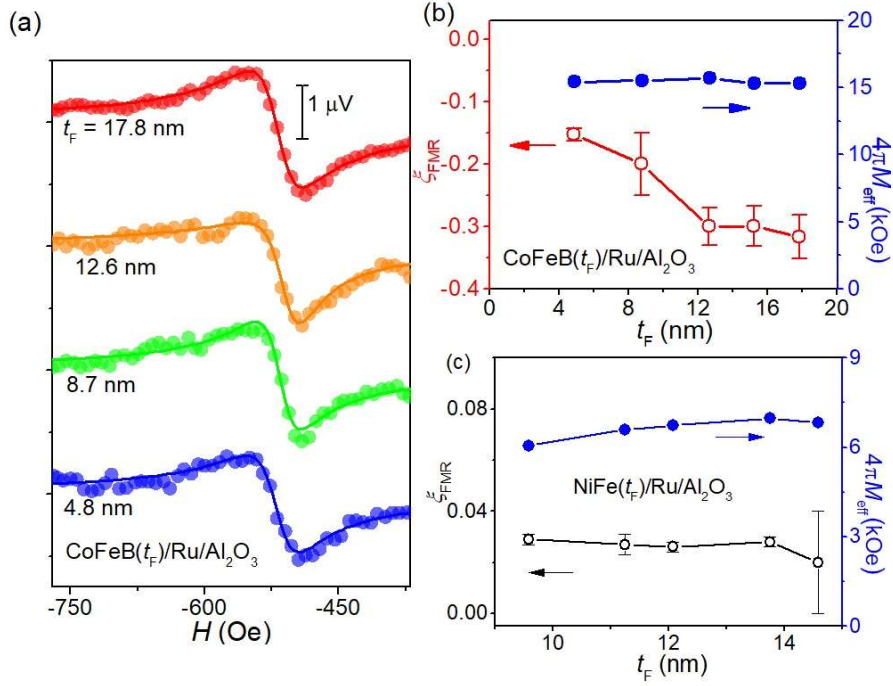 (a)
1 μV
t_F = 17.8 nm
12.6 nm
8.7 nm
4.8 nm
CoFeB(t_F)/Ru/Al₂O₃
-750 -600 -450
H (Oe)
(b)
0.0
-0.1
-0.2
-0.3
-0.4
ξ_FMR
20
15
10
5
0
4πM_eff (kOe)
CoFeB(t_F)/Ru/Al₂O₃
0 4 8 12 16 20
t_F (nm)
(c)
0.08
0.04
0.00
ξ_FMR
9
6
3
0
4πM_eff (kOe)
NiFe(t_F)/Ru/Al₂O₃
10 12 14
t_F (nm)